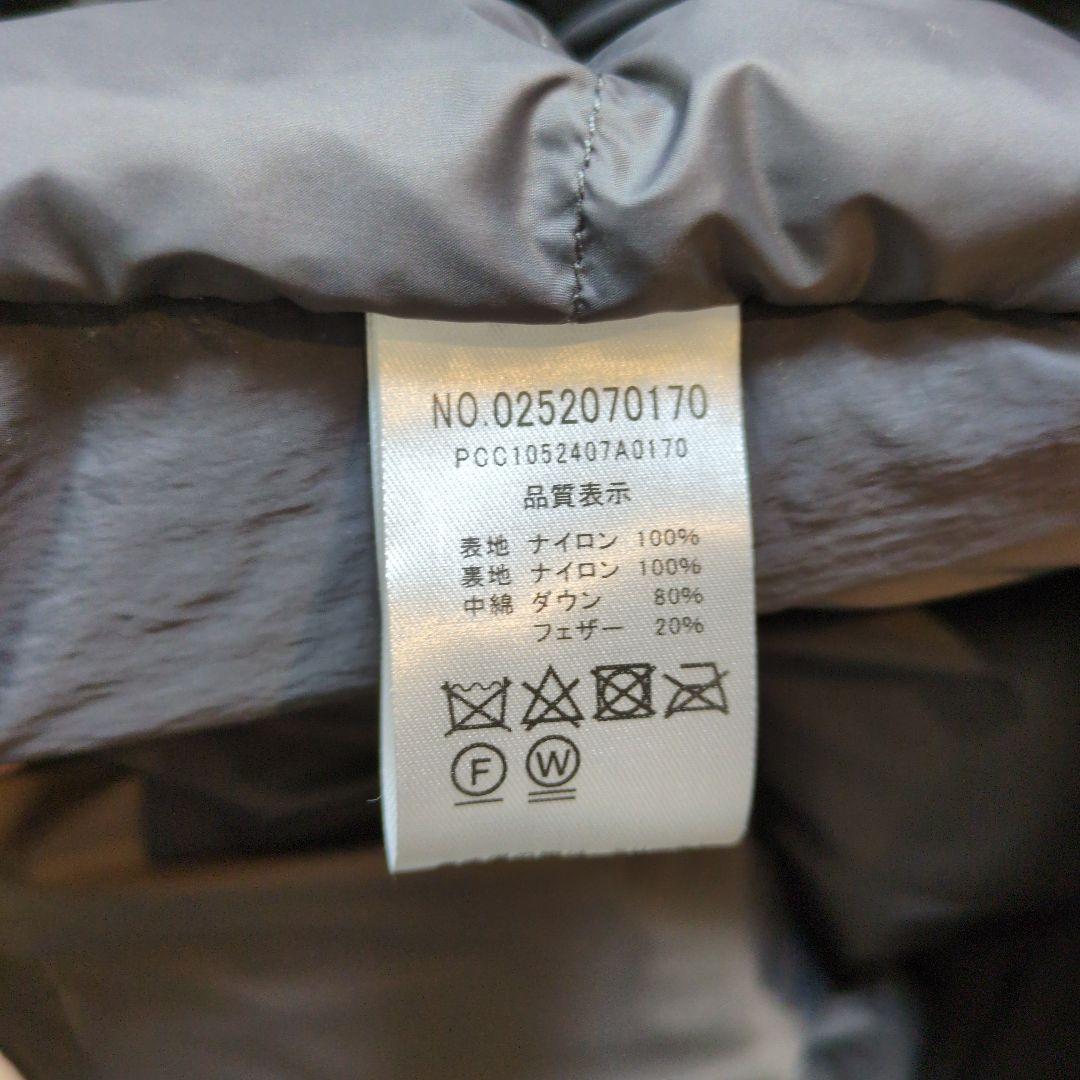 NO.0252070170
PCC1052407A0170
品質表示
表地 ナイロン 100%
裏地 ナイロン 100%
中綿 ダウン 80%
フェザー 20%
F W